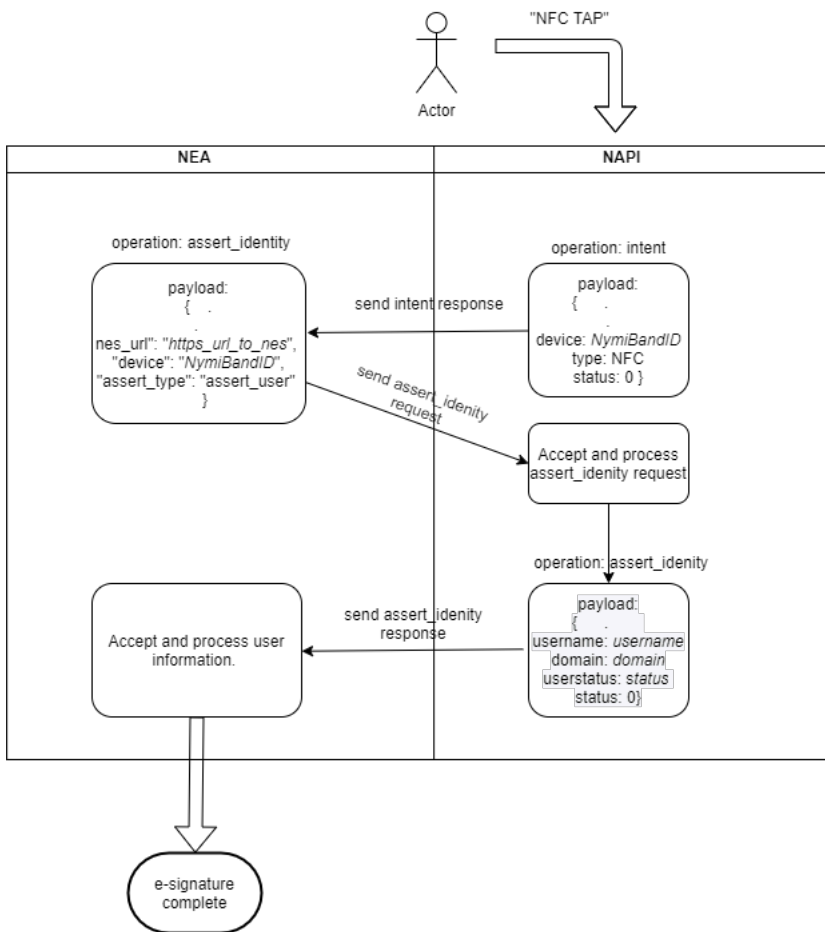 "NFC TAP"
Actor
NEA
NAPI
operation: assert_identity
payload:
{ .
.
nes_url": "https_url_to_nes",
"device": "NymiBandID",
"assert_type": "assert_user"
}
send intent response
operation: intent
payload:
{ .
.
device: NymiBandID
type: NFC
status: 0 }
send assert_idenity
request
Accept and process
assert_idenity request
operation: assert_idenity
payload:
{ .
username: username
domain: domain
userstatus: status
status: 0}
send assert_idenity
response
Accept and process user
information.
e-signature
complete